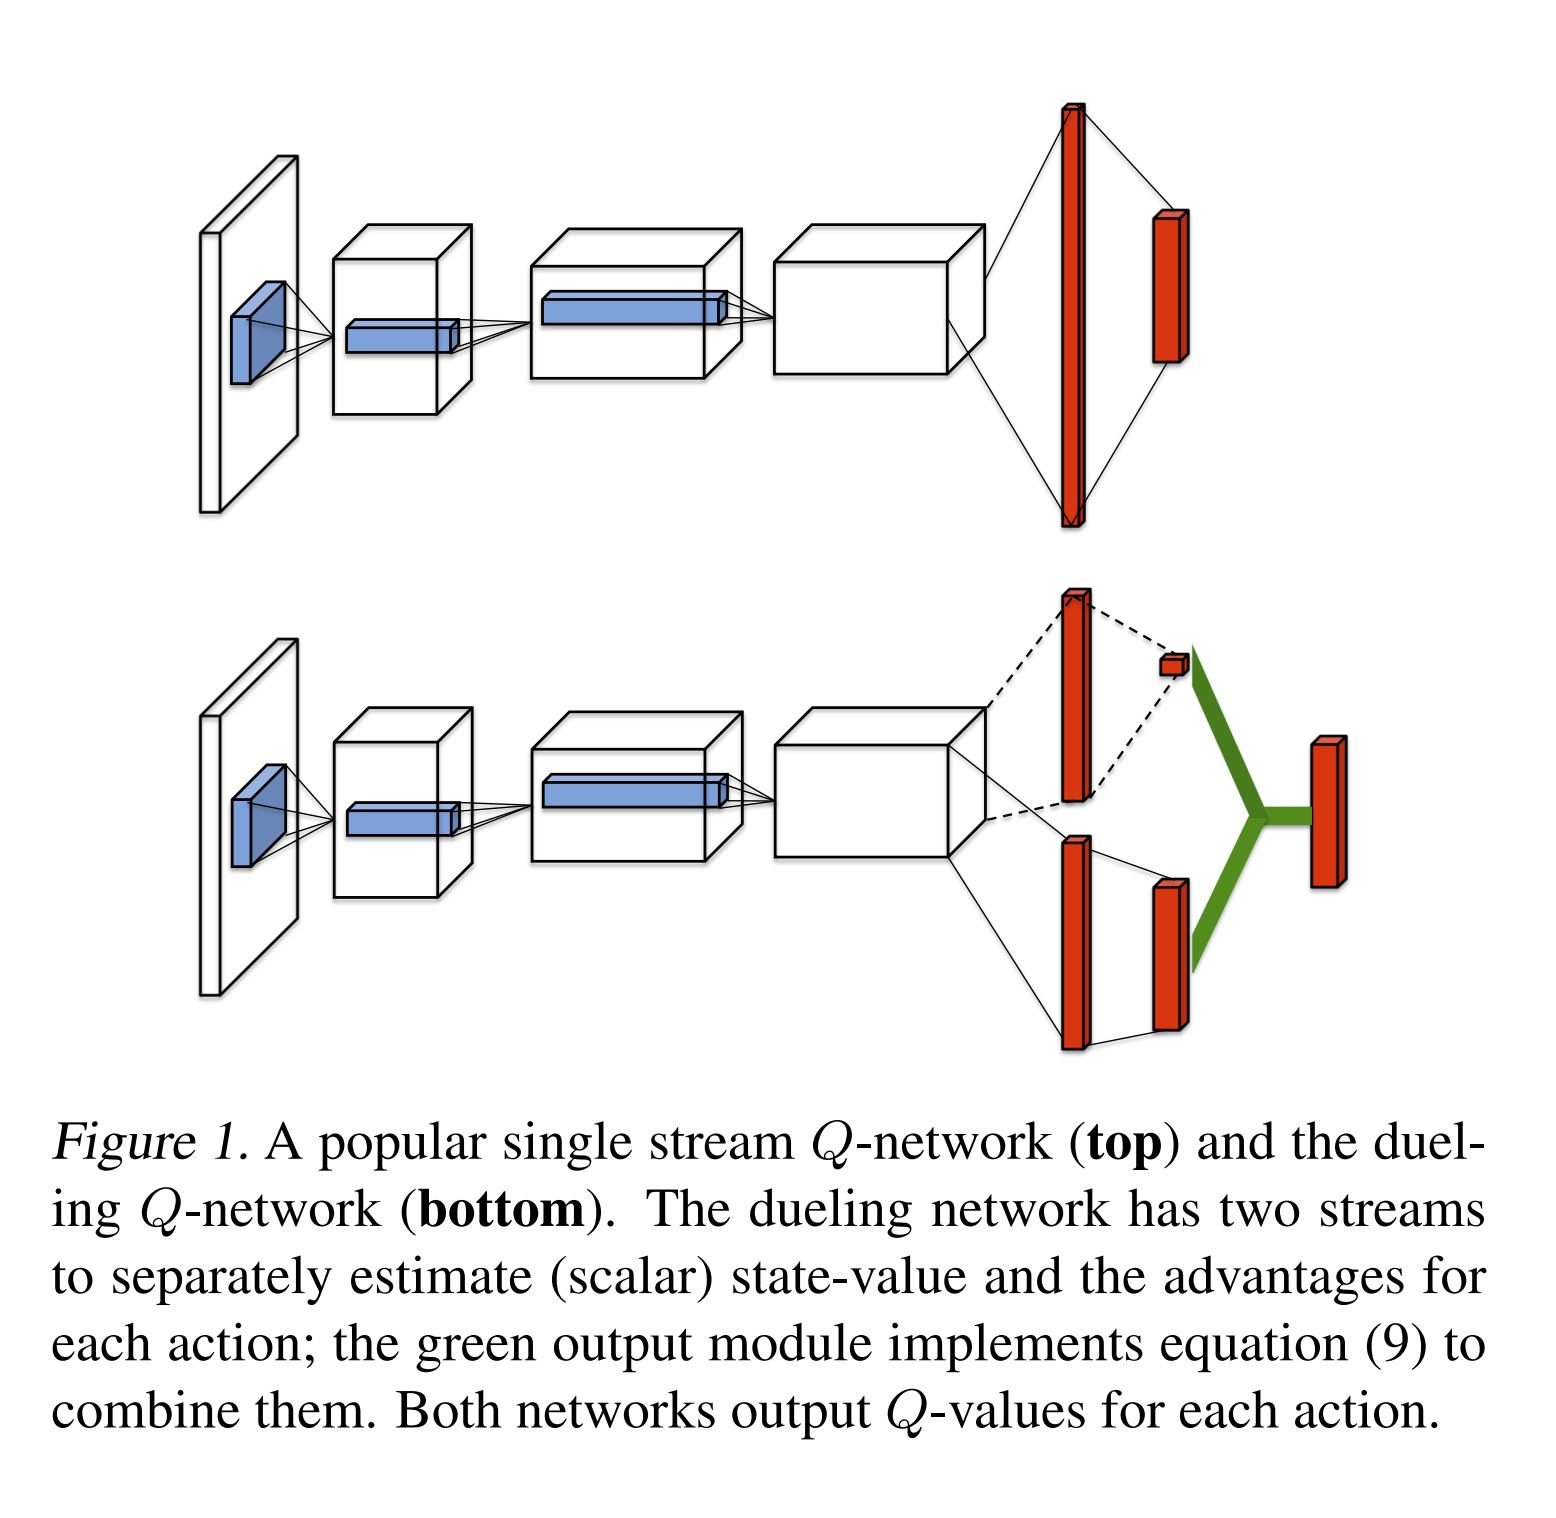 Figure 1. A popular single stream Q-network (top) and the duel-
ing Q-network (bottom). The dueling network has two streams
to separately estimate (scalar) state-value and the advantages for
each action; the green output module implements equation (9) to
combine them. Both networks output Q-values for each action.